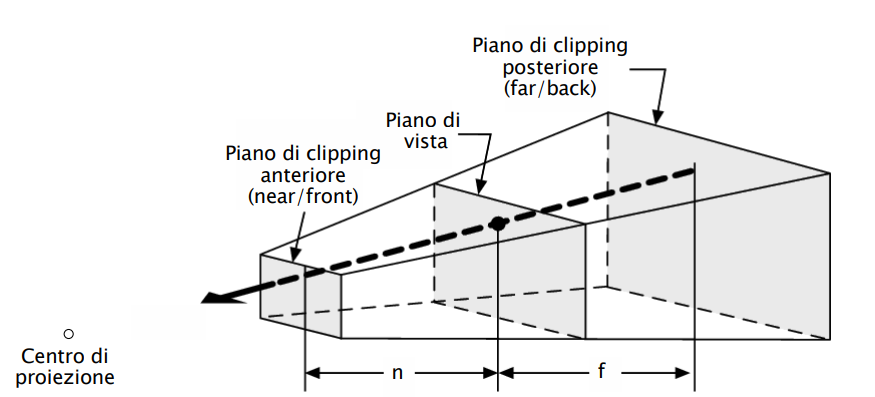 Piano di clipping
posteriore
(far/back)
Piano di
vista
Piano di clipping
anteriore
(near/front)
Centro di
proiezione
n
f